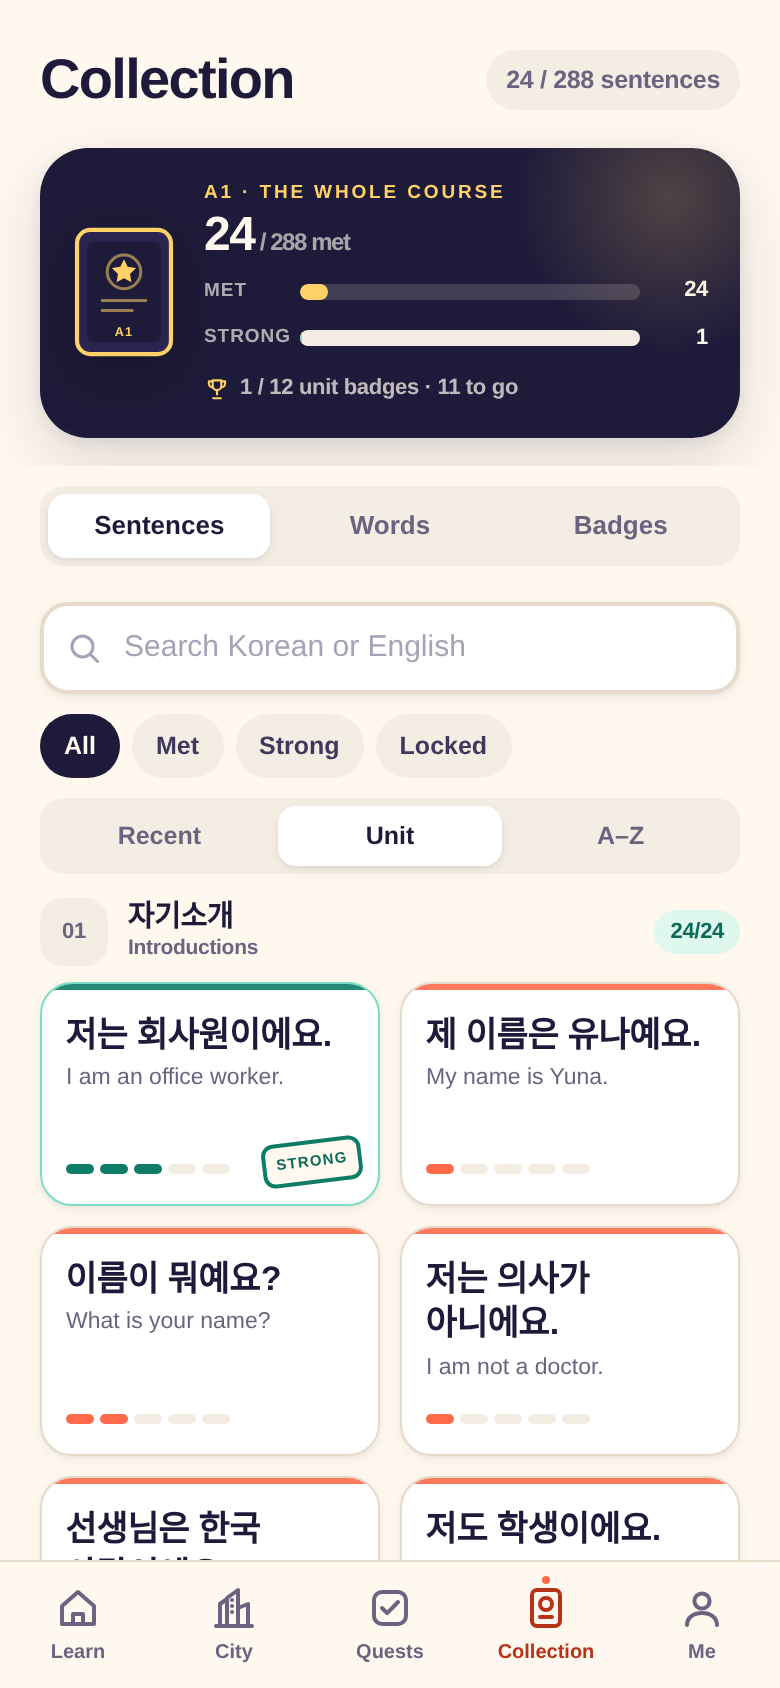 Collection
24 / 288 sentences
A1 · THE WHOLE COURSE
24 / 288 met
MET 24
STRONG 1
A1
1 / 12 unit badges · 11 to go
Sentences Words Badges
Search Korean or English
All Met Strong Locked
Recent Unit A–Z
01
자기소개
Introductions
24/24
저는 회사원이에요.
I am an office worker.
STRONG
제 이름은 유나예요.
My name is Yuna.
이름이 뭐예요?
What is your name?
저는 의사가
아니에요.
I am not a doctor.
선생님은 한국
저도 학생이에요.
Learn City Quests Collection Me